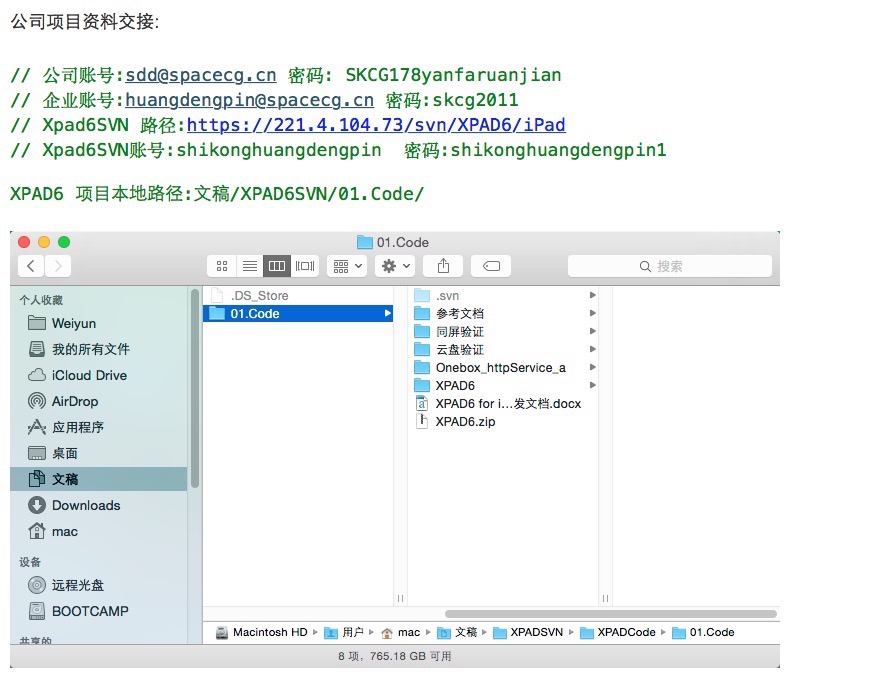 公司项目资料交接:
// 公司账号:sdd@spacecg.cn 密码: SKCG178yanfaruanjian
// 企业账号:huangdengpin@spacecg.cn 密码:skcg2011
// Xpad6SVN 路径:https://221.4.104.73/svn/XPAD6/iPad
// Xpad6SVN账号:shikonghuangdengpin 密码:shikonghuangdengpin1
XPAD6 项目本地路径:文稿/XPAD6SVN/01.Code/
01.Code
搜索
个人收藏
Weiyun
我的所有文件
iCloud Drive
AirDrop
应用程序
桌面
文稿
Downloads
mac
设备
远程光盘
BOOTCAMP
共享的
.DS_Store
01.Code
.svn
参考文档
同屏验证
云盘验证
Onebox_httpService_a
XPAD6
XPAD6 for i...发文档.docx
XPAD6.zip
Macintosh HD ▸ 用户 ▸ mac ▸ 文稿 ▸ XPADSVN ▸ XPADCode ▸ 01.Code
8 项，765.18 GB 可用